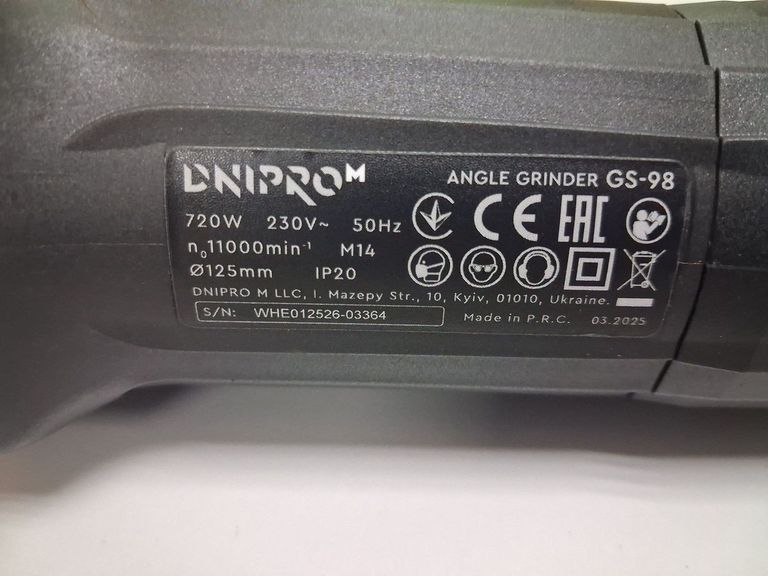 DNIPRO M
ANGLE GRINDER GS-98
720W 230V~ 50Hz
n₀11000min⁻¹ M14
Ø125mm IP20
CE EAC
DNIPRO M LLC, I. Mazepy Str., 10, Kyiv, 01010, Ukraine.
S/N: WHE012526-03364
Made in P.R.C. 03.2025